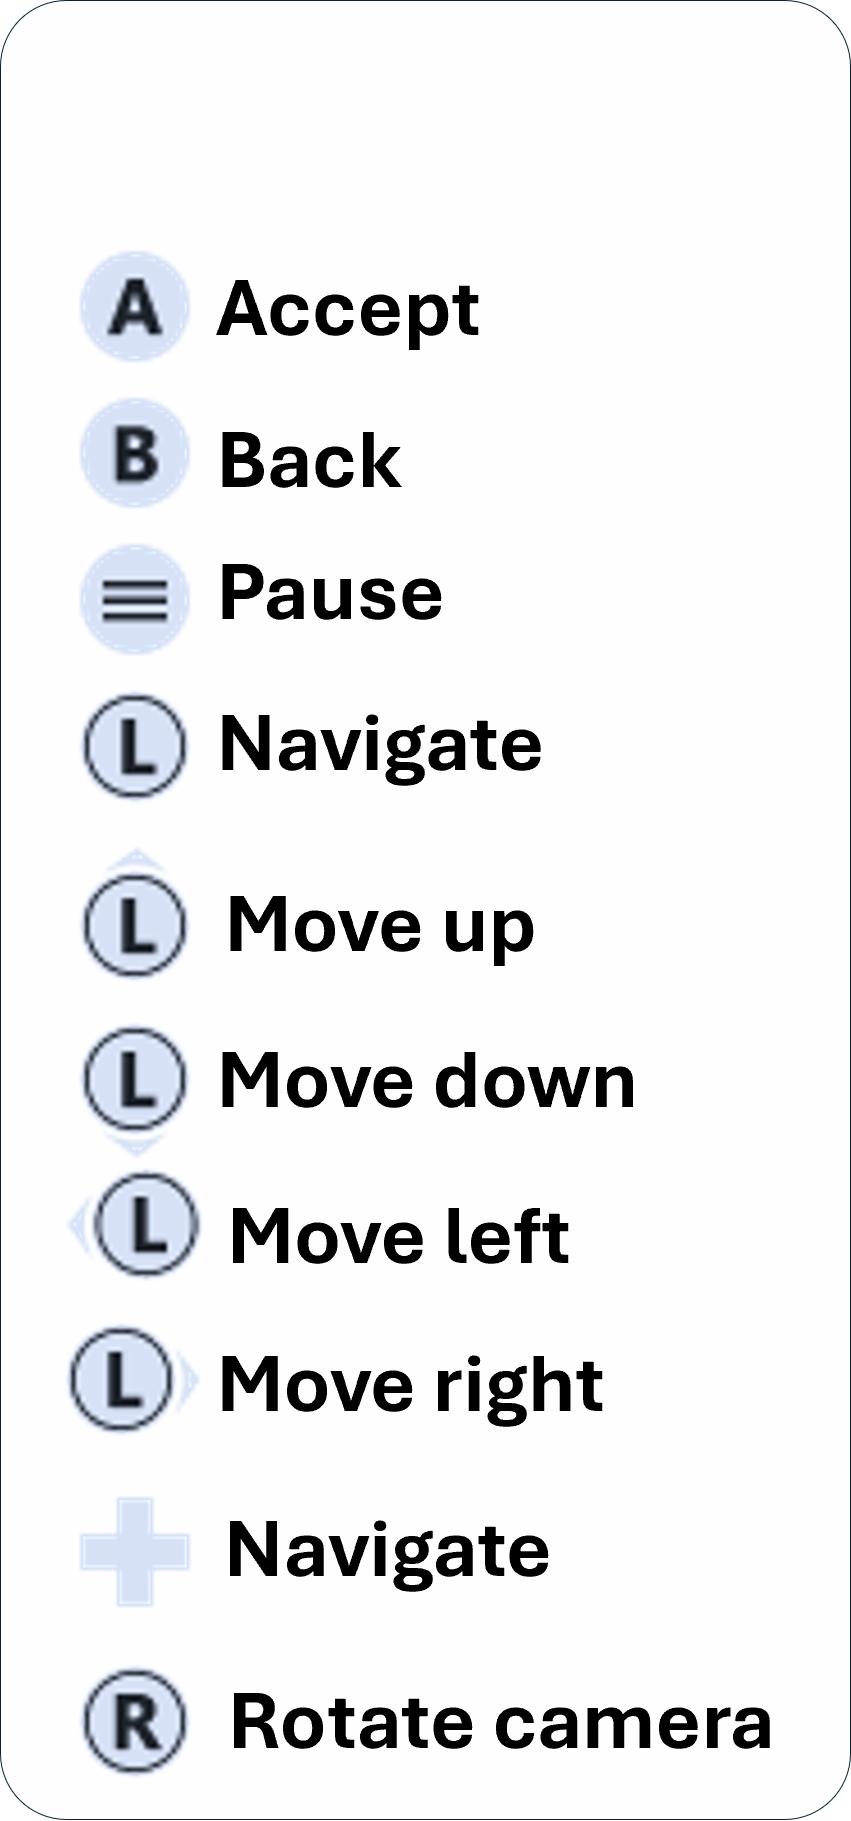 A Accept
B Back
Pause
L Navigate
L Move up
L Move down
L Move left
L Move right
Navigate
R Rotate camera